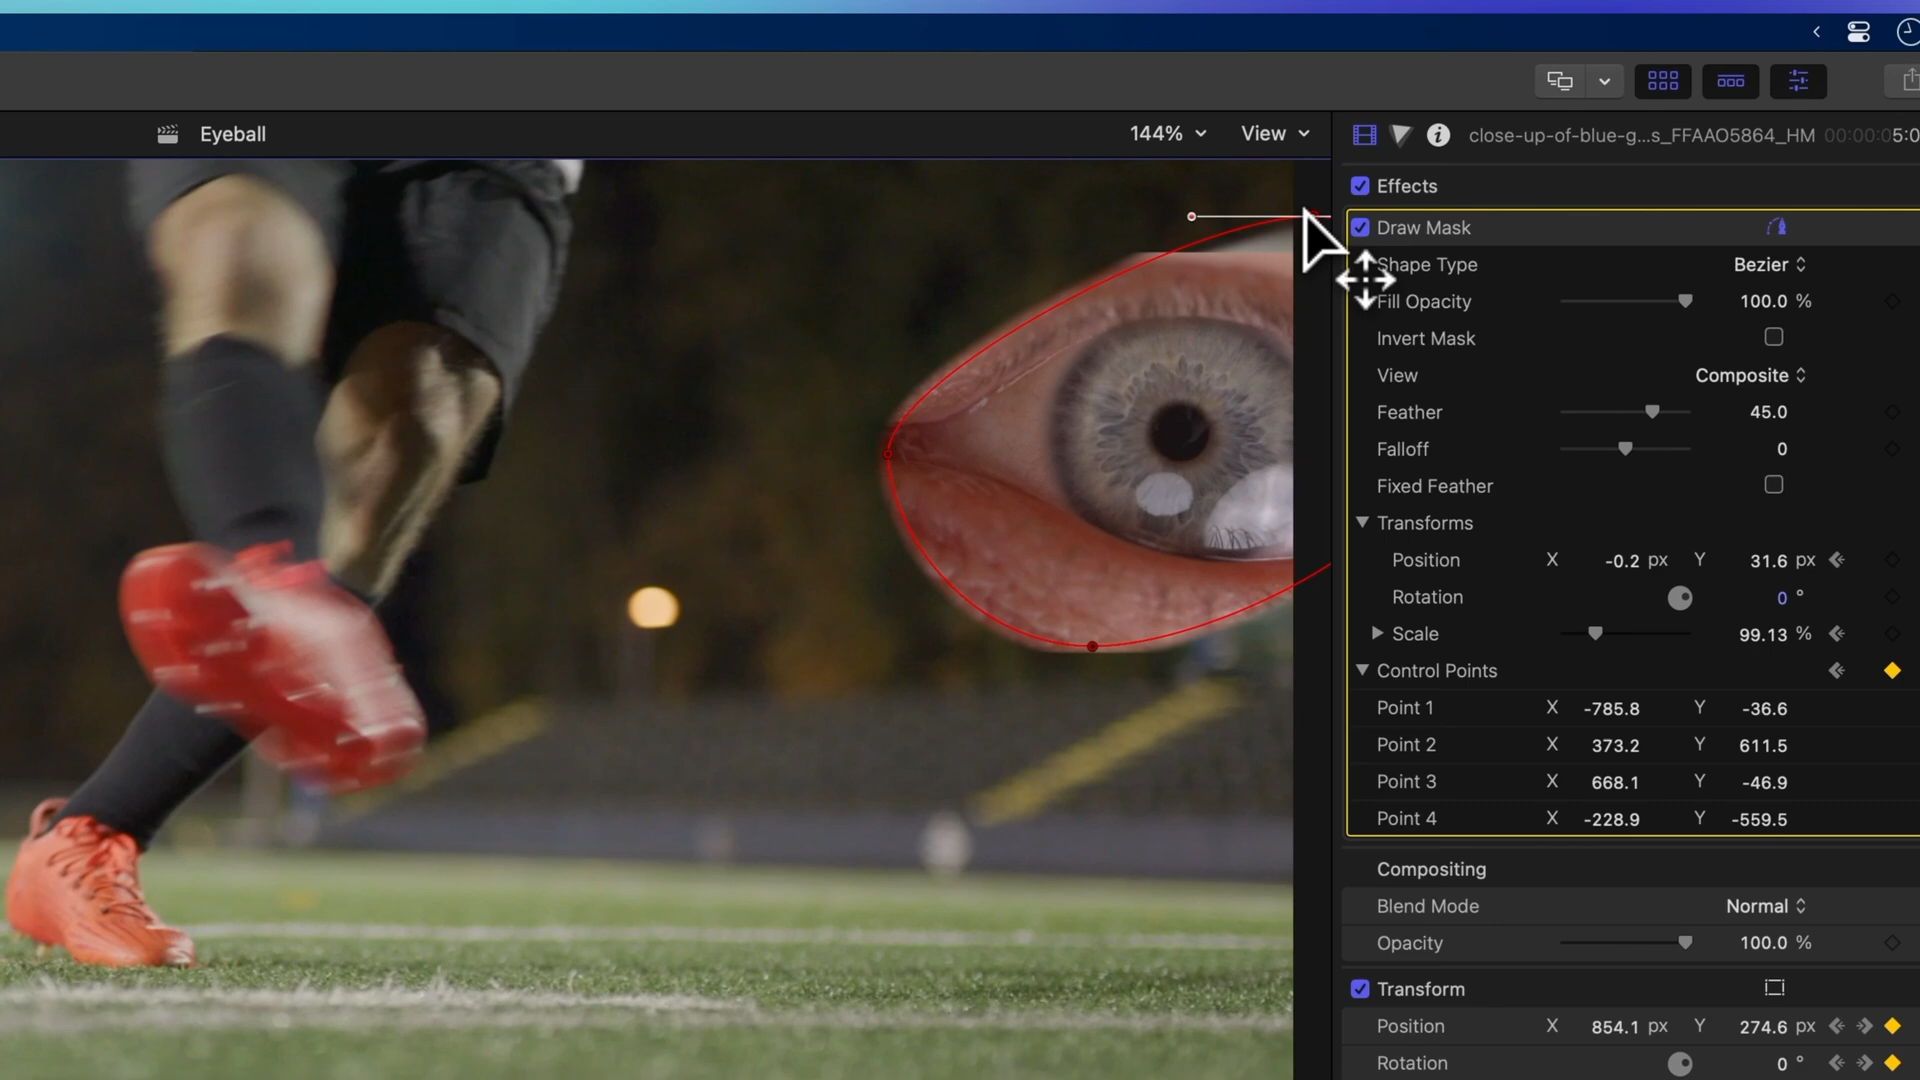 Eyeball
144%
View
close-up-of-blue-g...s_FFAAO5864_HM
00:00:05:0
Effects
Draw Mask
Shape Type
Bezier
Fill Opacity
100.0 %
Invert Mask
View
Composite
Feather
45.0
Falloff
0
Fixed Feather
Transforms
Position X -0.2 px Y 31.6 px
Rotation 0 °
Scale 99.13 %
Control Points
Point 1 X -785.8 Y -36.6
Point 2 X 373.2 Y 611.5
Point 3 X 668.1 Y -46.9
Point 4 X -228.9 Y -559.5
Compositing
Blend Mode
Normal
Opacity
100.0 %
Transform
Position X 854.1 px Y 274.6 px
Rotation 0 °